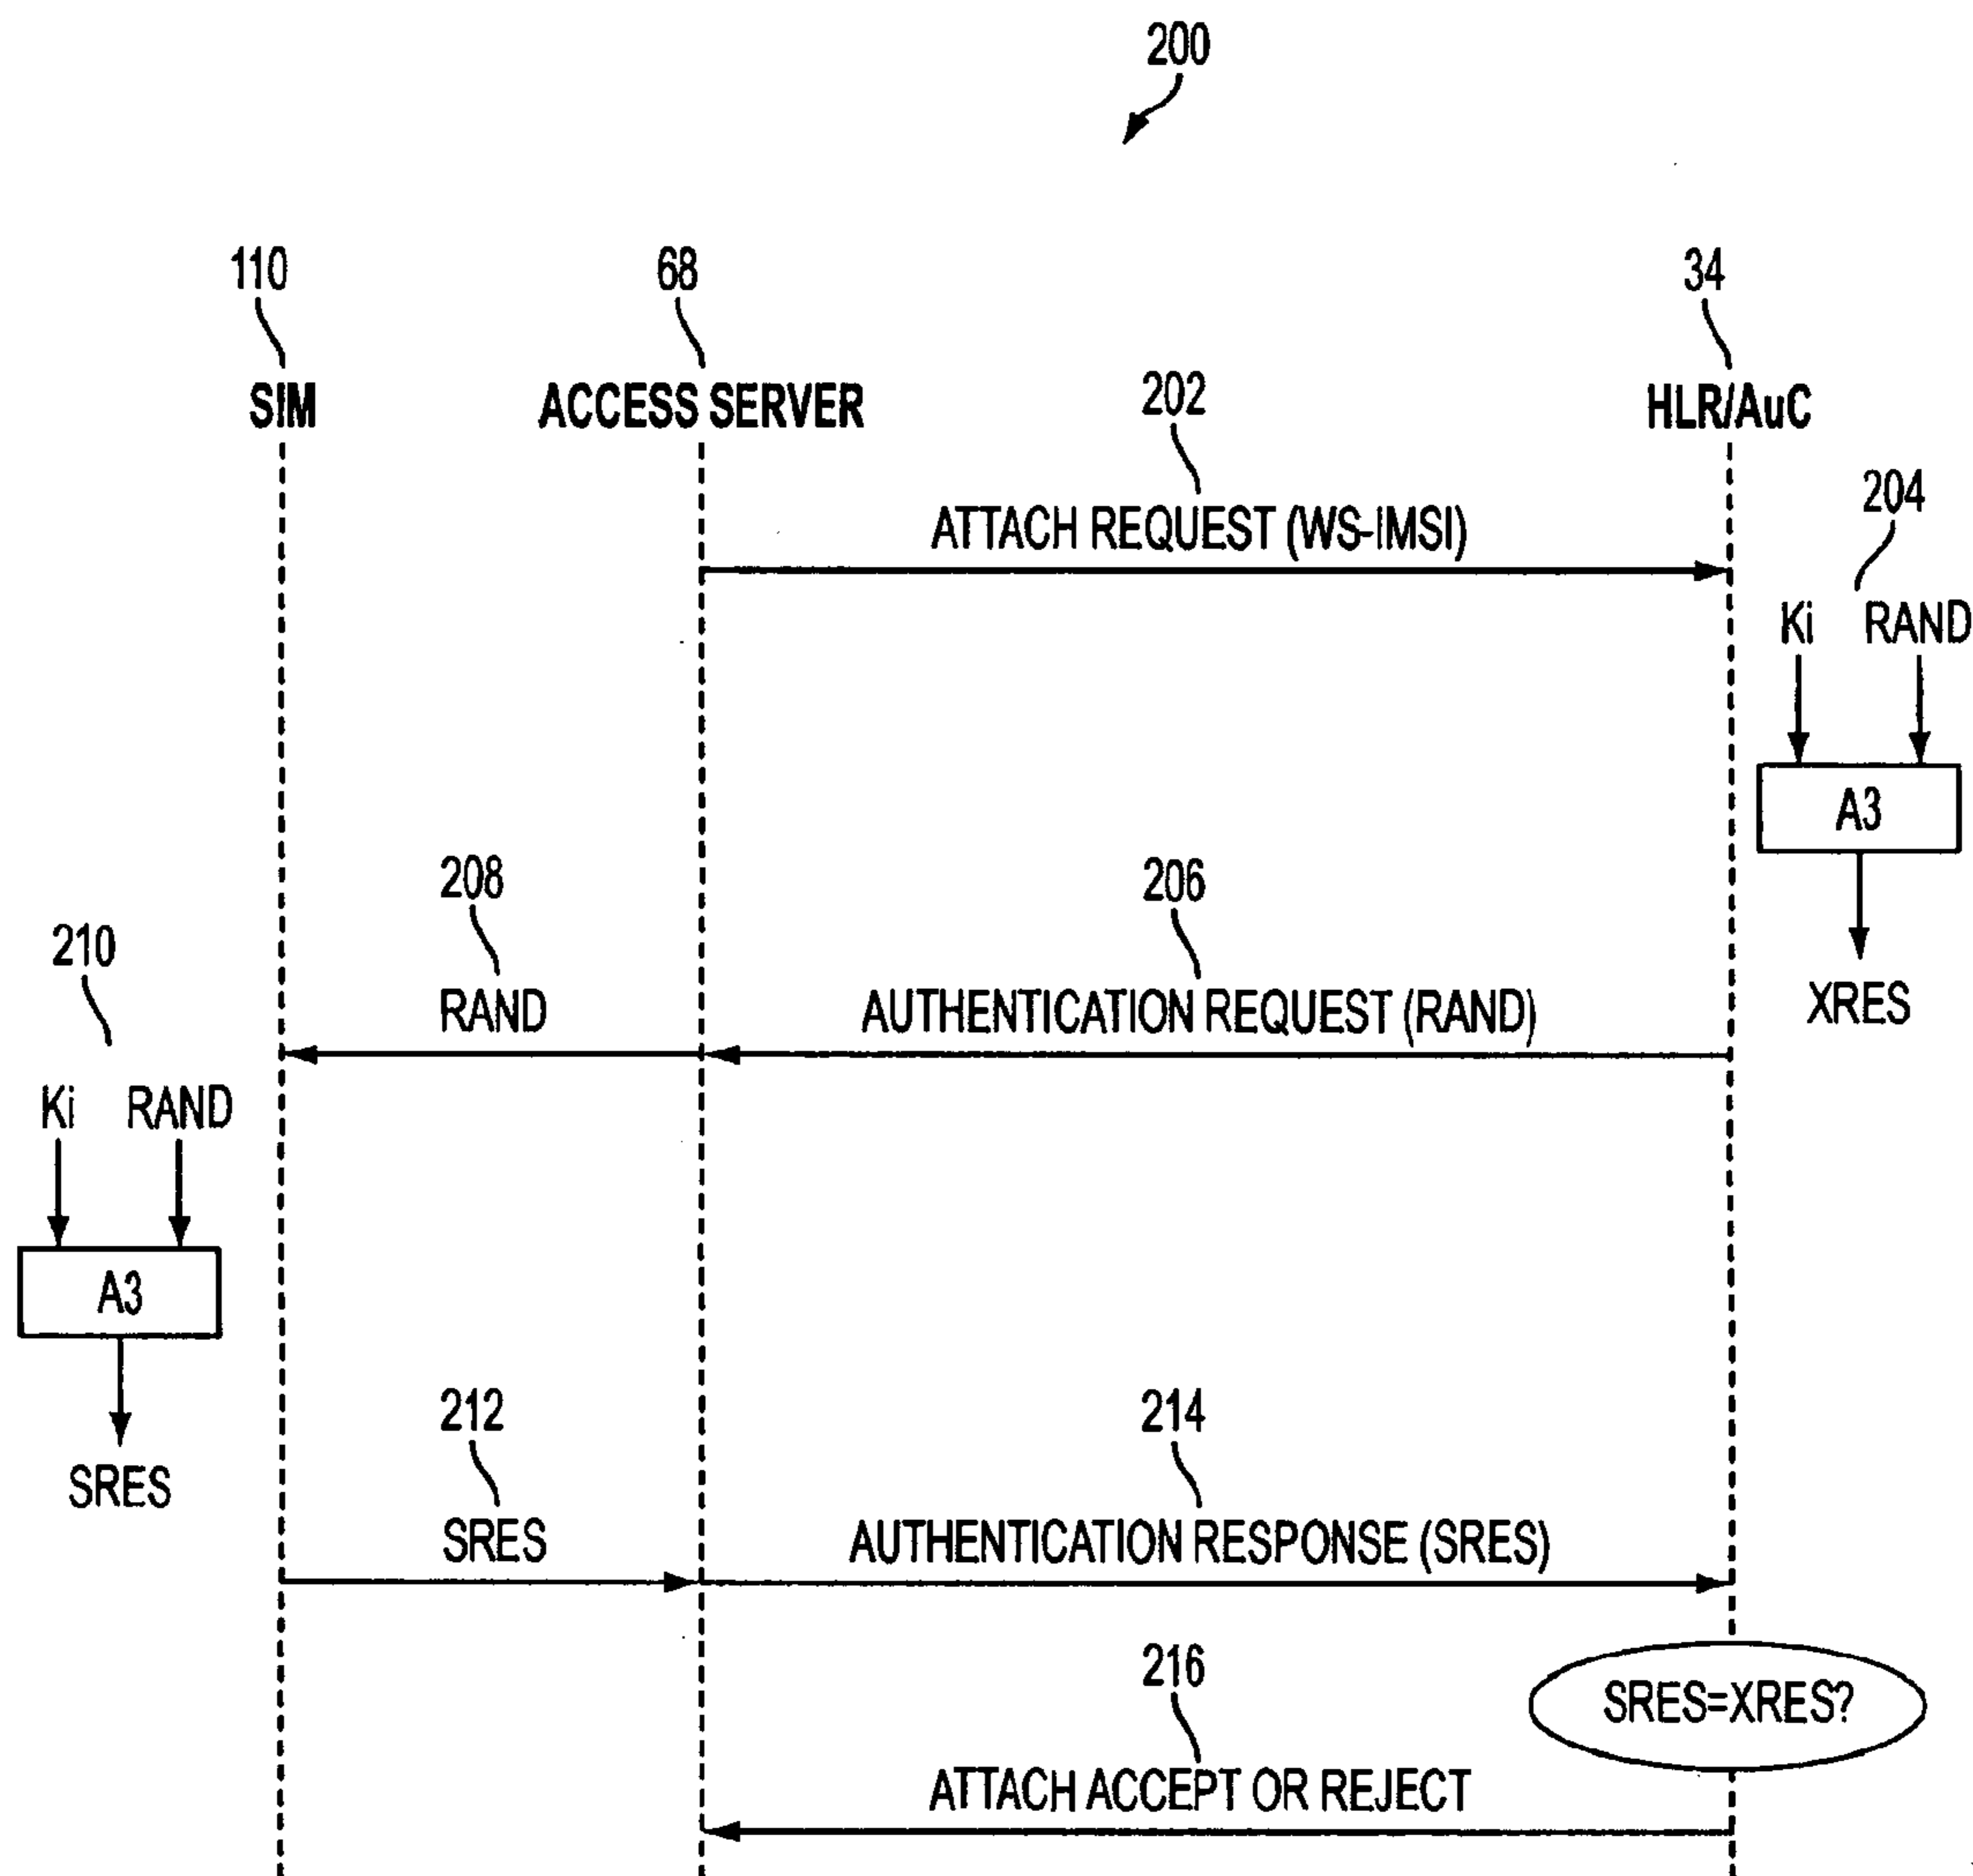 200
110
68
34
SIM
ACCESS SERVER
HLR/AuC
202
ATTACH REQUEST (WS-IMSI)
204
Ki RAND
A3
XRES
208
206
RAND
AUTHENTICATION REQUEST (RAND)
210
Ki RAND
A3
SRES
212
214
SRES
AUTHENTICATION RESPONSE (SRES)
SRES=XRES?
216
ATTACH ACCEPT OR REJECT